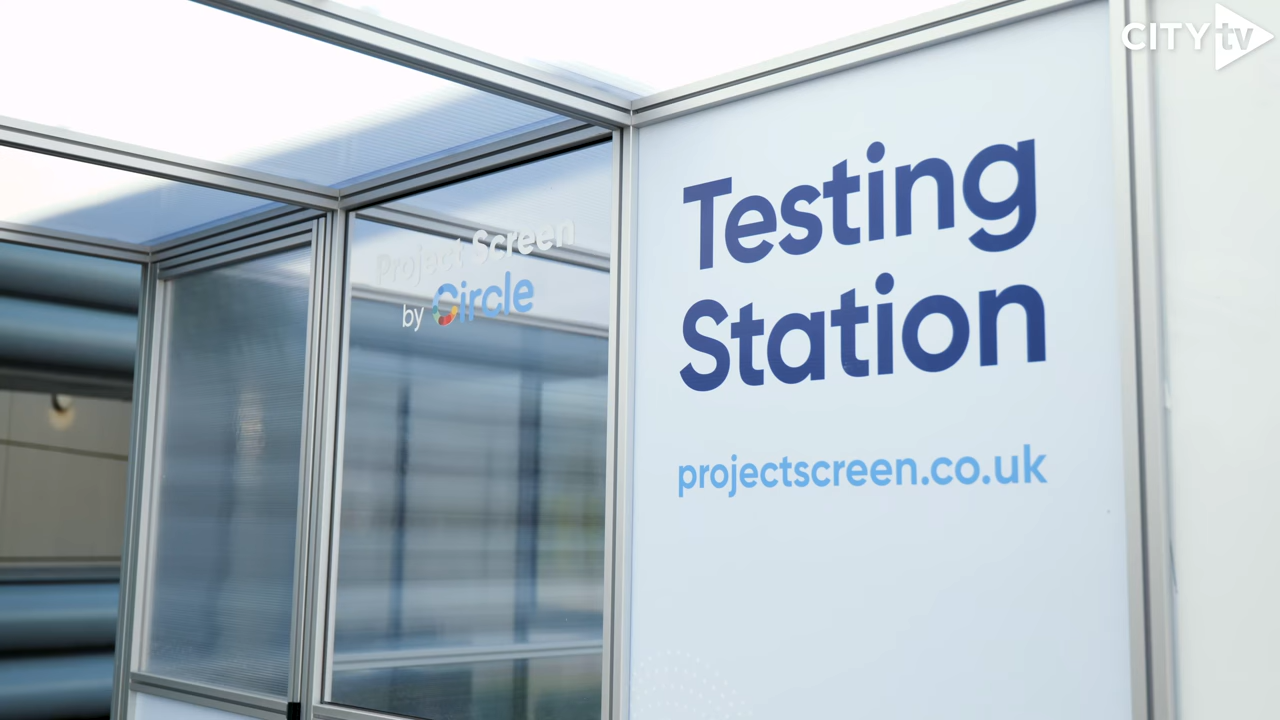 CITY tv
Project Screen
by Circle
Testing
Station
projectscreen.co.uk